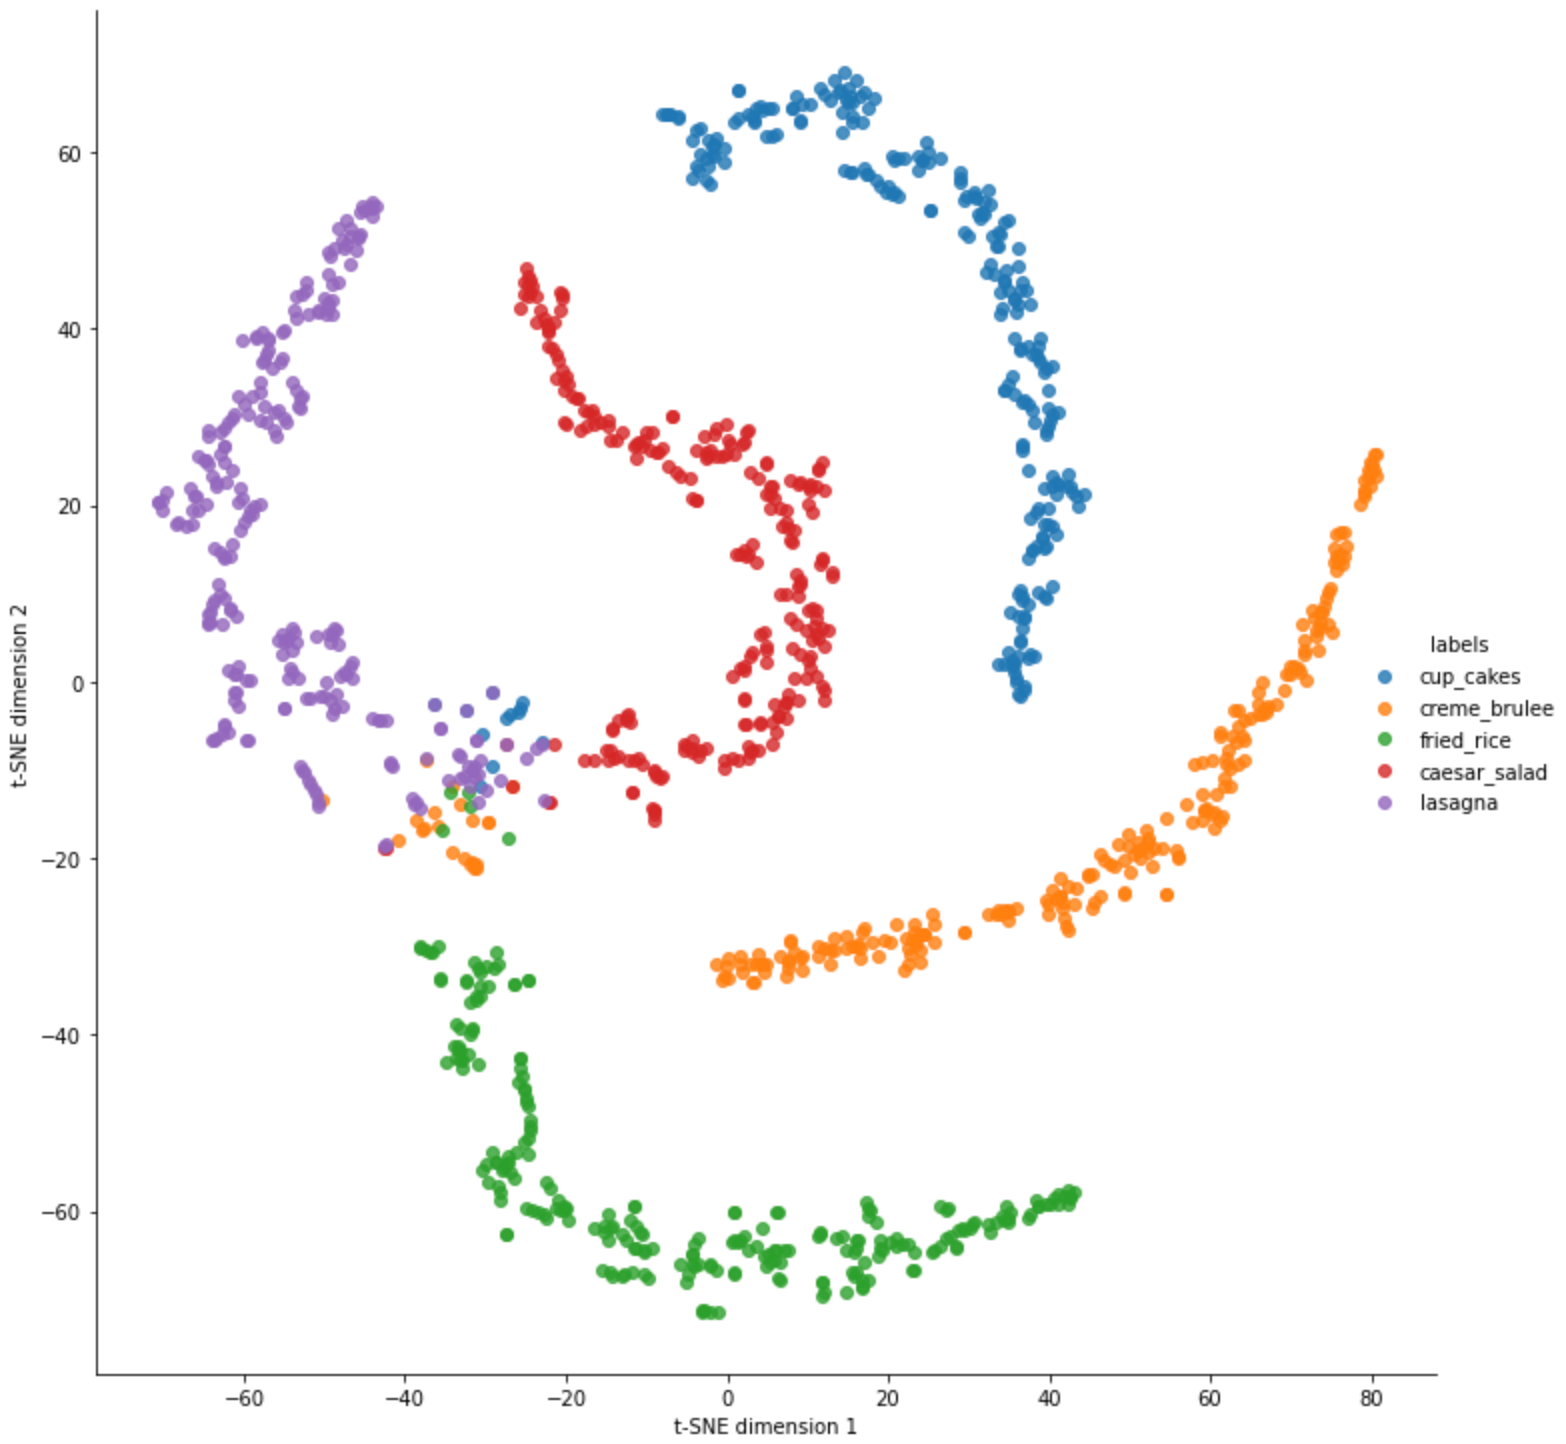 t-SNE dimension 2
60
40
20
0
−20
−40
−60
−60 −40 −20 0 20 40 60 80
t-SNE dimension 1
labels
cup_cakes
creme_brulee
fried_rice
caesar_salad
lasagna